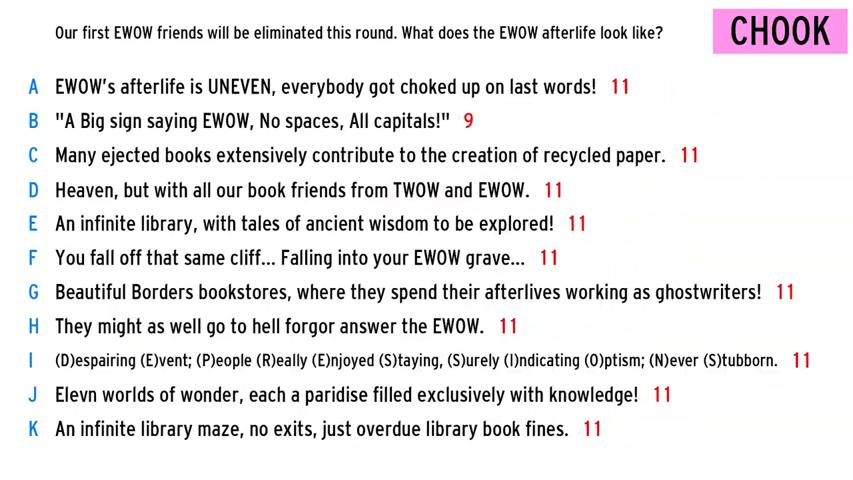 Our first EWOW friends will be eliminated this round. What does the EWOW afterlife look like?
CHOOK
A EWOW's afterlife is UNEVEN, everybody got choked up on last words! 11
B "A Big sign saying EWOW, No spaces, All capitals!" 9
C Many ejected books extensively contribute to the creation of recycled paper. 11
D Heaven, but with all our book friends from TWOW and EWOW. 11
E An infinite library, with tales of ancient wisdom to be explored! 11
F You fall off that same cliff... Falling into your EWOW grave... 11
G Beautiful Borders bookstores, where they spend their afterlives working as ghostwriters! 11
H They might as well go to hell forgor answer the EWOW. 11
I (D)espairing (E)vent; (P)eople (R)eally (E)njoyed (S)taying, (S)urely (I)ndicating (O)ptism; (N)ever (S)tubborn. 11
J Elevn worlds of wonder, each a paridise filled exclusively with knowledge! 11
K An infinite library maze, no exits, just overdue library book fines. 11